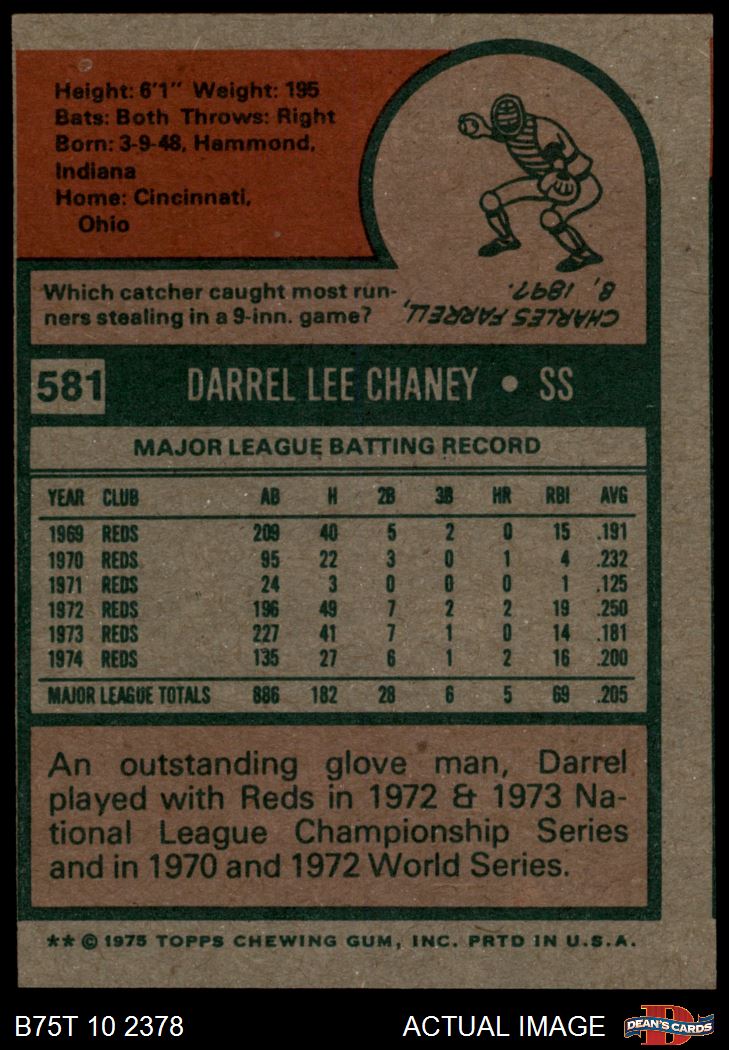 Height: 6'1" Weight: 195
Bats: Both Throws: Right
Born: 3-9-48, Hammond,
Indiana
Home: Cincinnati,
Ohio
Which catcher caught most run-
ners stealing in a 9-inn. game?
CHARLES FARRELL,
8, 1897.
581 DARREL LEE CHANEY • SS
MAJOR LEAGUE BATTING RECORD
YEAR CLUB AB H 2B 3B HR RBI AVG
1969 REDS 209 40 5 2 0 15 .191
1970 REDS 95 22 3 0 1 4 .232
1971 REDS 24 3 0 0 0 1 .125
1972 REDS 196 49 7 2 2 19 .250
1973 REDS 227 41 7 1 0 14 .181
1974 REDS 135 27 6 1 2 16 .200
MAJOR LEAGUE TOTALS 886 182 28 6 5 69 .205
An outstanding glove man, Darrel
played with Reds in 1972 & 1973 Na-
tional League Championship Series
and in 1970 and 1972 World Series.
** © 1975 TOPPS CHEWING GUM, INC. PRTD IN U.S.A.
B75T 10 2378 ACTUAL IMAGE
DEAN'S CARDS